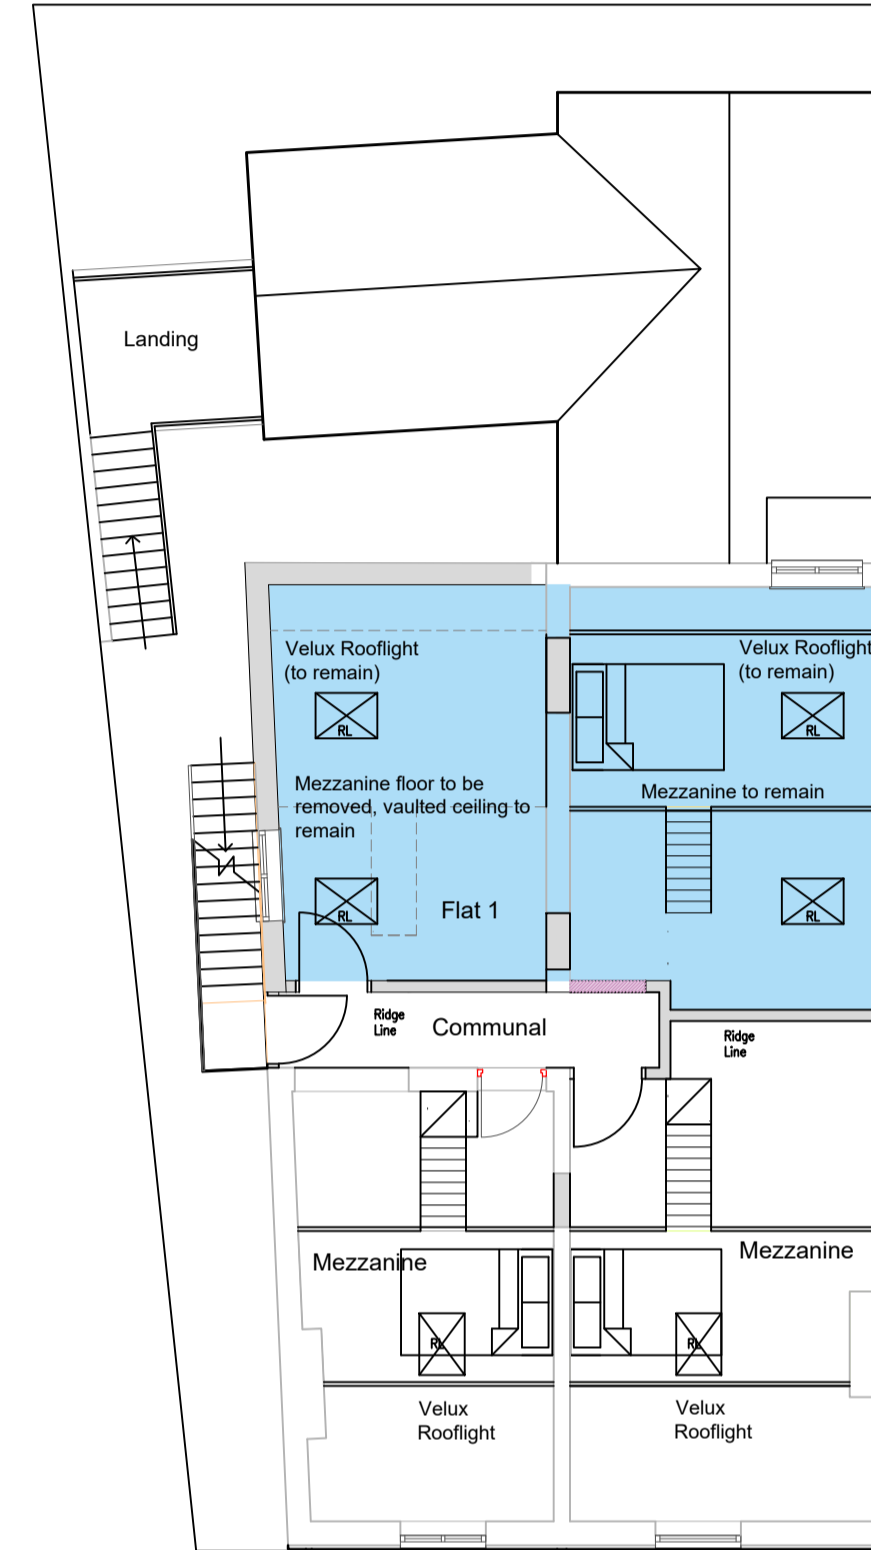 Landing
Velux Rooflight
(to remain)
Velux Rooflight
(to remain)
RL
RL
Mezzanine floor to be
removed, vaulted ceiling to
remain
Mezzanine to remain
RL
RL
Flat 1
Ridge
Line
Communal
Ridge
Line
Mezzanine
Mezzanine
RL
RL
Velux
Rooflight
Velux
Rooflight